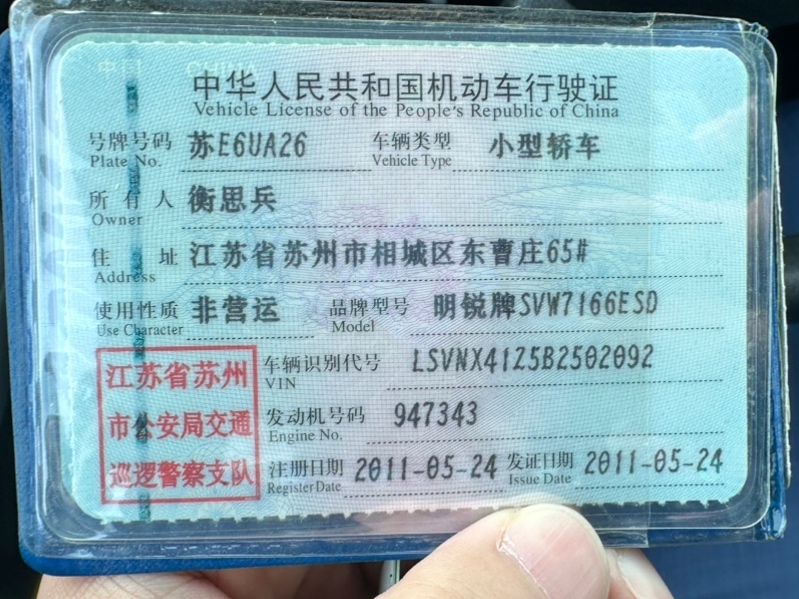 中华人民共和国机动车行驶证
Vehicle License of the People's Republic of China
号牌号码 苏E6UA26 车辆类型 小型轿车
Plate No. Vehicle Type
所有人 衡思兵
Owner
住址 江苏省苏州市相城区东曹庄65#
Address
使用性质 非营运 品牌型号 明锐牌SVW7166ESD
Use Character Model
江苏省苏州
市公安局交通
巡逻警察支队
车辆识别代号 LSVNX41Z5B2502092
VIN
发动机号码 947343
Engine No.
注册日期 2011-05-24 发证日期 2011-05-24
Register Date Issue Date